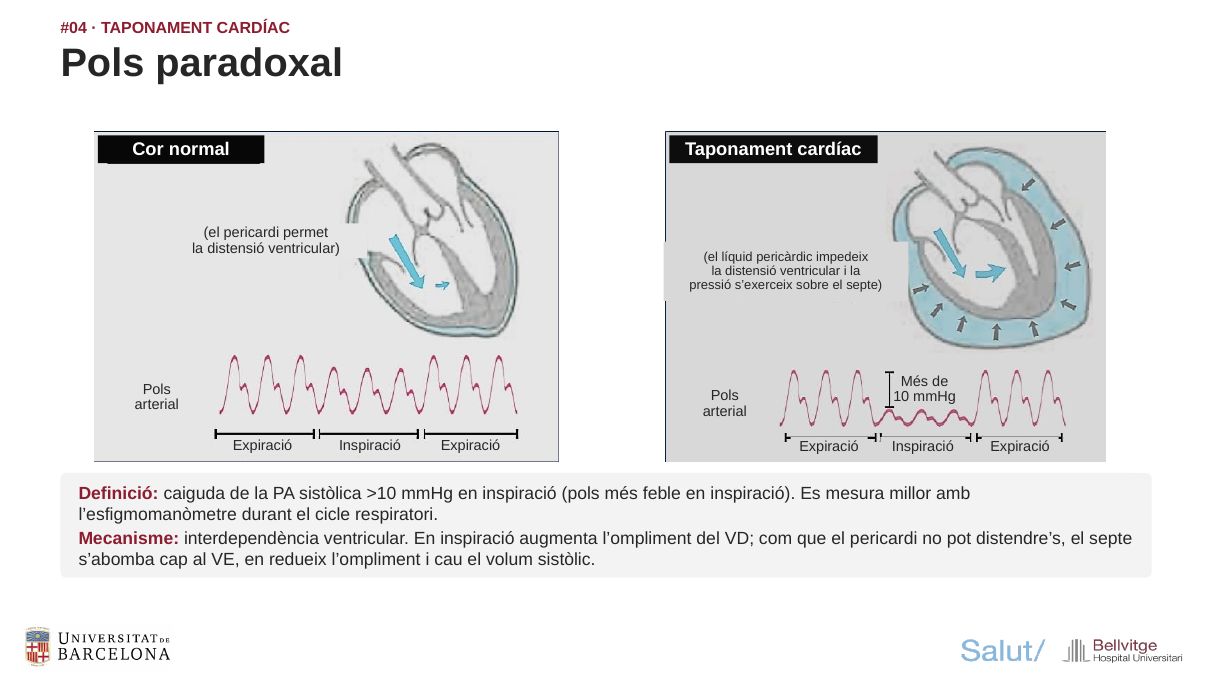 #04 · TAPONAMENT CARDÍAC
Pols paradoxal
Cor normal
(el pericardi permet
la distensió ventricular)
Pols
arterial
Expiració
Inspiració
Expiració
Taponament cardíac
(el líquid pericàrdic impedeix
la distensió ventricular i la
pressió s’exerceix sobre el septe)
Més de
10 mmHg
Pols
arterial
Expiració
Inspiració
Expiració
Definició: caiguda de la PA sistòlica >10 mmHg en inspiració (pols més feble en inspiració). Es mesura millor amb
l’esfigmomanòmetre durant el cicle respiratori.
Mecanisme: interdependència ventricular. En inspiració augmenta l’ompliment del VD; com que el pericardi no pot distendre’s, el septe
s’abomba cap al VE, en redueix l’ompliment i cau el volum sistòlic.
UNIVERSITAT DE
BARCELONA
Salut/
Bellvitge
Hospital Universitari